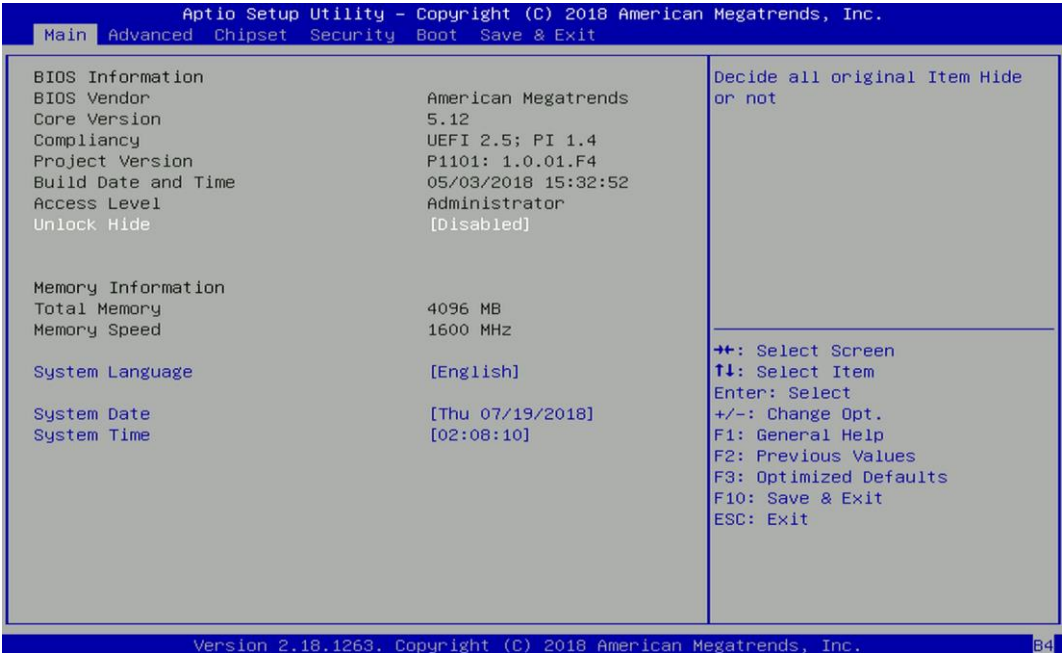 Aptio Setup Utility – Copyright (C) 2018 American Megatrends, Inc.
Main Advanced Chipset Security Boot Save & Exit
BIOS Information
BIOS Vendor American Megatrends
Core Version 5.12
Compliancy UEFI 2.5; PI 1.4
Project Version P1101: 1.0.01.F4
Build Date and Time 05/03/2018 15:32:52
Access Level Administrator
Unlock Hide [Disabled]
Memory Information
Total Memory 4096 MB
Memory Speed 1600 MHz
System Language [English]
System Date [Thu 07/19/2018]
System Time [02:08:10]
Decide all original Item Hide
or not
→←: Select Screen
↑↓: Select Item
Enter: Select
+/-: Change Opt.
F1: General Help
F2: Previous Values
F3: Optimized Defaults
F10: Save & Exit
ESC: Exit
Version 2.18.1263. Copyright (C) 2018 American Megatrends, Inc.
B4